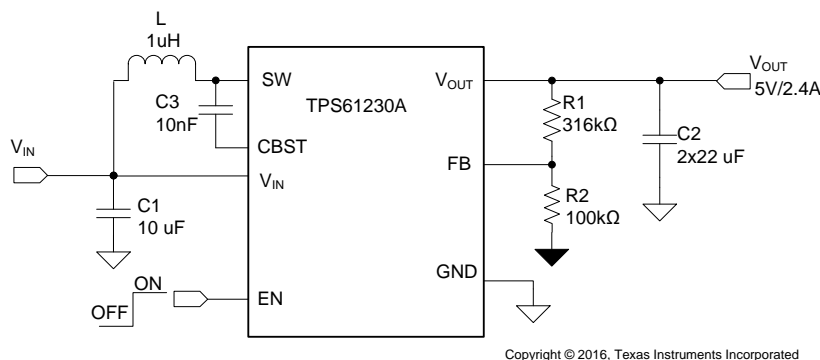 L
1uH
C3
10nF
SW
CBST
TPS61230A
VIN
VIN
C1
10 uF
OFF
ON
EN
VOUT
FB
GND
R1
316kΩ
R2
100kΩ
C2
2x22 uF
VOUT
5V/2.4A
Copyright © 2016, Texas Instruments Incorporated